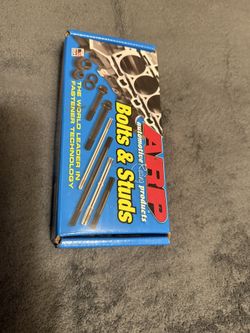 ARP
automotive Racing products
Bolts & Studs
THE WORLD LEADER IN
FASTENER TECHNOLOGY